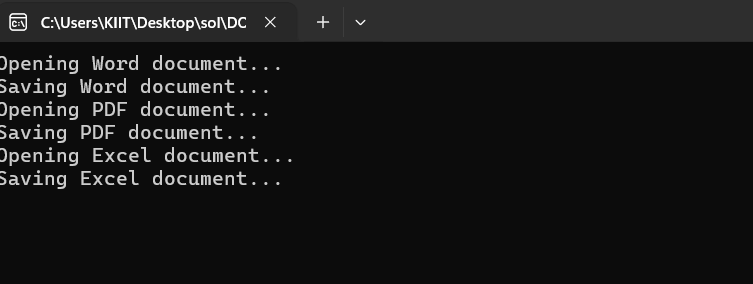 C:\Users\KIIT\Desktop\sol\DC
Opening Word document...
Saving Word document...
Opening PDF document...
Saving PDF document...
Opening Excel document...
Saving Excel document...